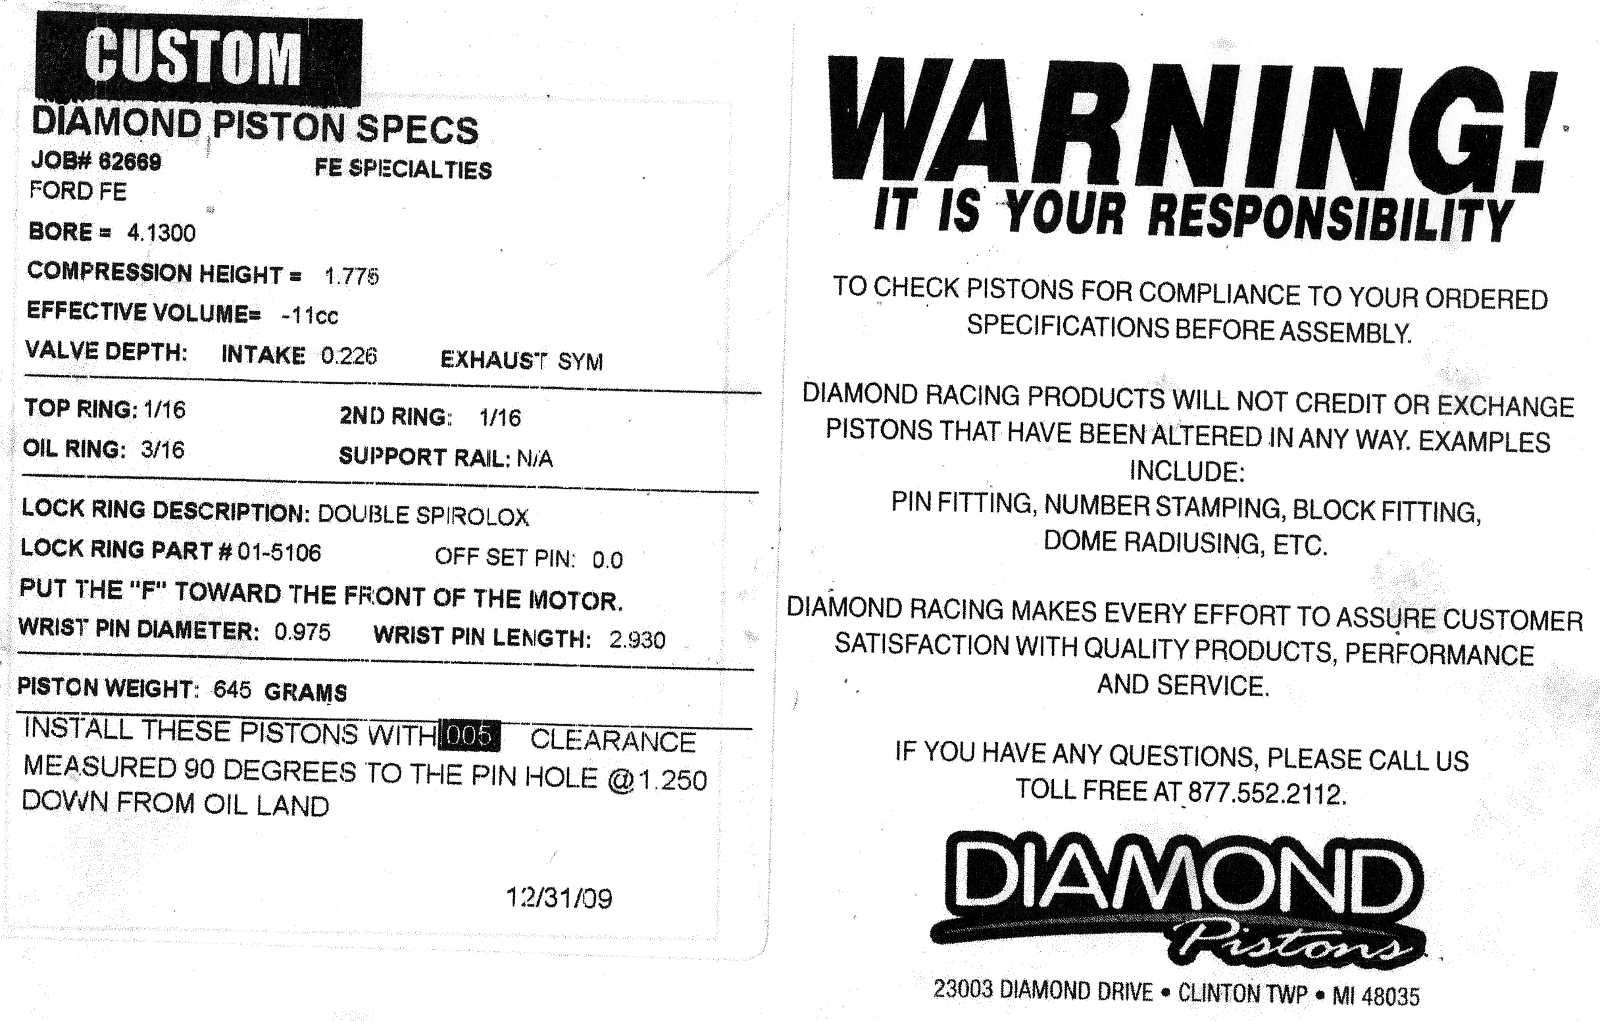 CUSTOM
DIAMOND PISTON SPECS
JOB# 62669 FE SPECIALTIES
FORD FE
BORE = 4.1300
COMPRESSION HEIGHT = 1.775
EFFECTIVE VOLUME= -11cc
VALVE DEPTH: INTAKE 0.226 EXHAUST SYM
TOP RING: 1/16 2ND RING: 1/16
OIL RING: 3/16 SUPPORT RAIL: N/A
LOCK RING DESCRIPTION: DOUBLE SPIROLOX
LOCK RING PART # 01-5106 OFF SET PIN: 0.0
PUT THE "F" TOWARD THE FRONT OF THE MOTOR.
WRIST PIN DIAMETER: 0.975 WRIST PIN LENGTH: 2.930
PISTON WEIGHT: 645 GRAMS
INSTALL THESE PISTONS WITH 005 CLEARANCE
MEASURED 90 DEGREES TO THE PIN HOLE @1.250
DOWN FROM OIL LAND
12/31/09
WARNING!
IT IS YOUR RESPONSIBILITY
TO CHECK PISTONS FOR COMPLIANCE TO YOUR ORDERED
SPECIFICATIONS BEFORE ASSEMBLY.
DIAMOND RACING PRODUCTS WILL NOT CREDIT OR EXCHANGE
PISTONS THAT HAVE BEEN ALTERED IN ANY WAY. EXAMPLES
INCLUDE:
PIN FITTING, NUMBER STAMPING, BLOCK FITTING,
DOME RADIUSING, ETC.
DIAMOND RACING MAKES EVERY EFFORT TO ASSURE CUSTOMER
SATISFACTION WITH QUALITY PRODUCTS, PERFORMANCE
AND SERVICE.
IF YOU HAVE ANY QUESTIONS, PLEASE CALL US
TOLL FREE AT 877.552.2112.
DIAMOND
Pistons
23003 DIAMOND DRIVE • CLINTON TWP • MI 48035